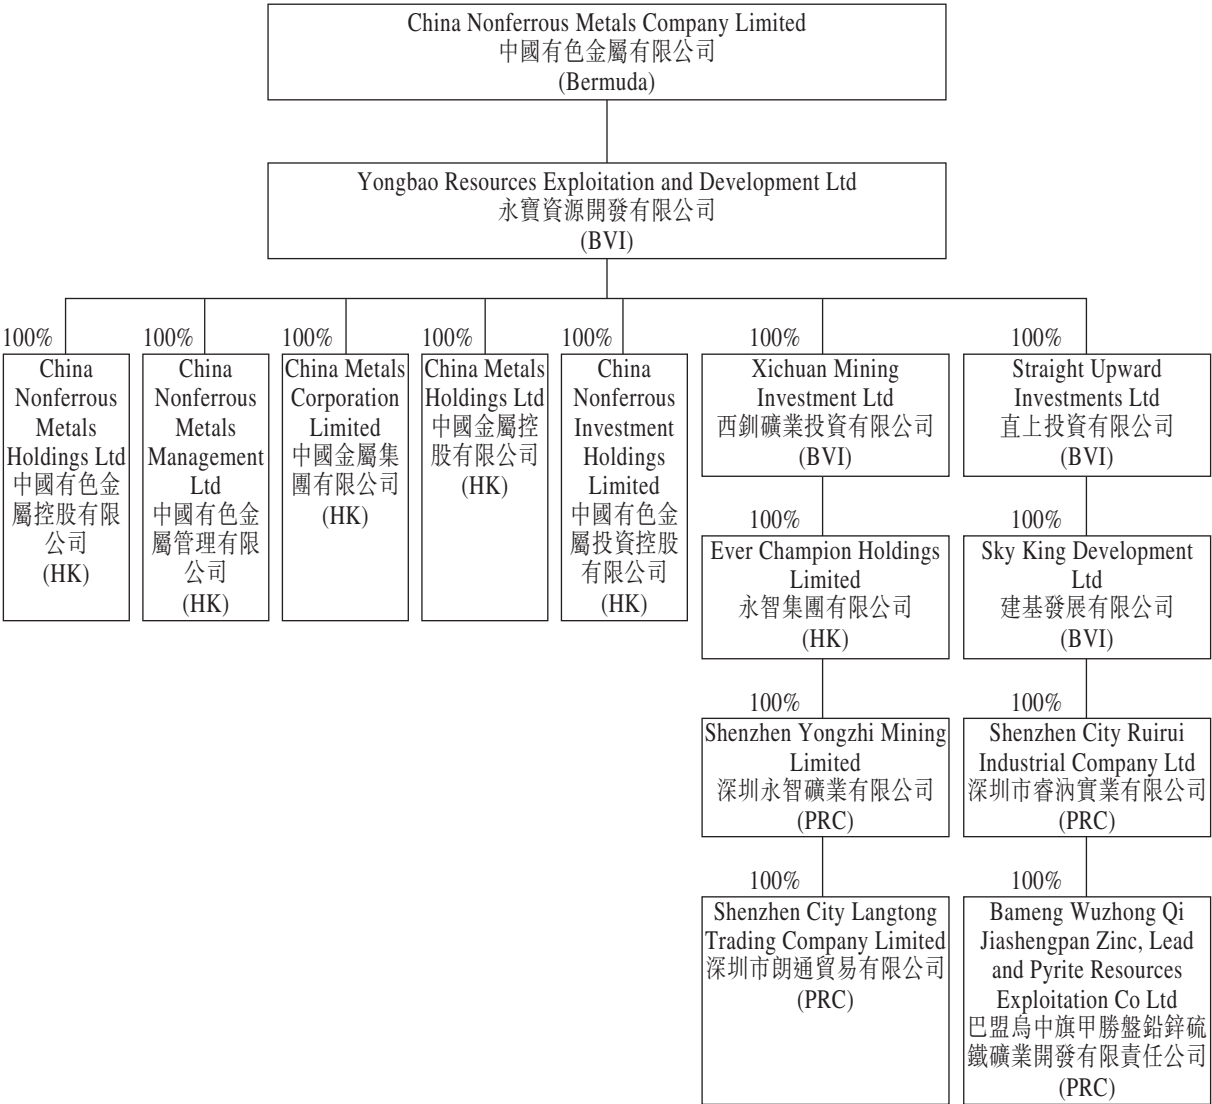 China Nonferrous Metals Company Limited
中國有色金屬有限公司
(Bermuda)
Yongbao Resources Exploitation and Development Ltd
永寶資源開發有限公司
(BVI)
100%
China
Nonferrous
Metals
Holdings Ltd
中國有色金
屬控股有限
公司
(HK)
100%
China
Nonferrous
Metals
Management
Ltd
中國有色金
屬管理有限
公司
(HK)
100%
China Metals
Corporation
Limited
中國金屬集
團有限公司
(HK)
100%
China Metals
Holdings Ltd
中國金屬控
股有限公司
(HK)
100%
China
Nonferrous
Investment
Holdings
Limited
中國有色金
屬投資控股
有限公司
(HK)
100%
Xichuan Mining
Investment Ltd
西釧礦業投資有限公司
(BVI)
100%
Ever Champion Holdings
Limited
永智集團有限公司
(HK)
100%
Shenzhen Yongzhi Mining
Limited
深圳永智礦業有限公司
(PRC)
100%
Shenzhen City Langtong
Trading Company Limited
深圳市朗通貿易有限公司
(PRC)
100%
Straight Upward
Investments Ltd
直上投資有限公司
(BVI)
100%
Sky King Development
Ltd
建基發展有限公司
(BVI)
100%
Shenzhen City Ruirui
Industrial Company Ltd
深圳市睿汭實業有限公司
(PRC)
100%
Bameng Wuzhong Qi
Jiashengpan Zinc, Lead
and Pyrite Resources
Exploitation Co Ltd
巴盟烏中旗甲勝盤鉛鋅硫
鐵礦業開發有限責任公司
(PRC)